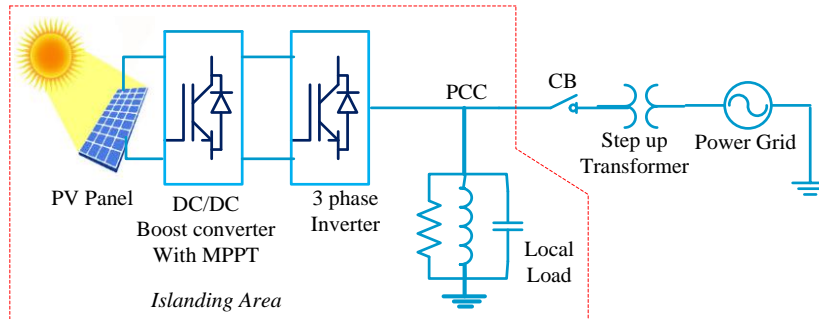 PCC
CB
Step up
Transformer
Power Grid
PV Panel
DC/DC
Boost converter
With MPPT
3 phase
Inverter
Local
Load
Islanding Area